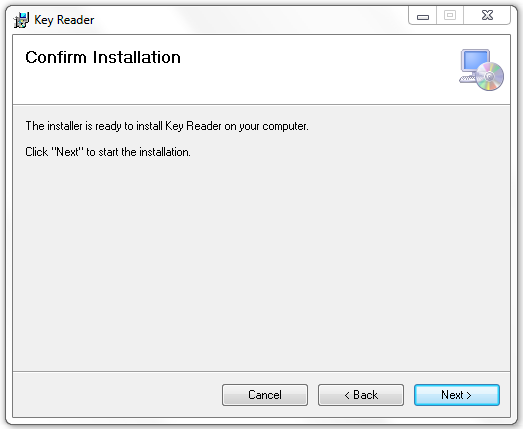 Key Reader
Confirm Installation
The installer is ready to install Key Reader on your computer.
Click "Next" to start the installation.
Cancel
< Back
Next >